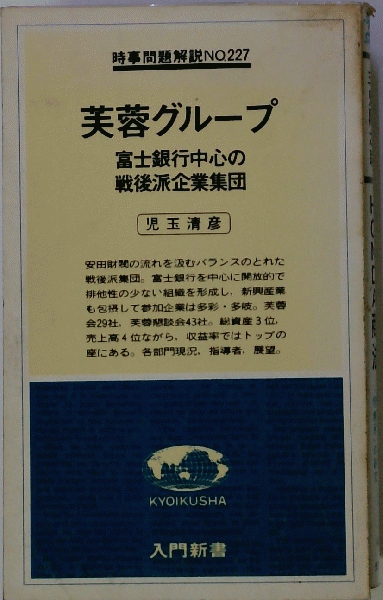 時事問題解説NO.227
芙蓉グループ
富士銀行中心の
戦後派企業集団
児玉清彦
安田財閥の流れを汲むバランスのとれた
戦後派集団。富士銀行を中心に開放的で
排他性の少ない組織を形成し、新興産業
も包摂して参加企業は多彩・多岐。芙蓉
会29社、芙蓉懇談会43社。総資産3位,
売上高4位ながら、収益率ではトップの
座にある。各部門現況、指導者、展望。
KYOIKUSHA
入門新書